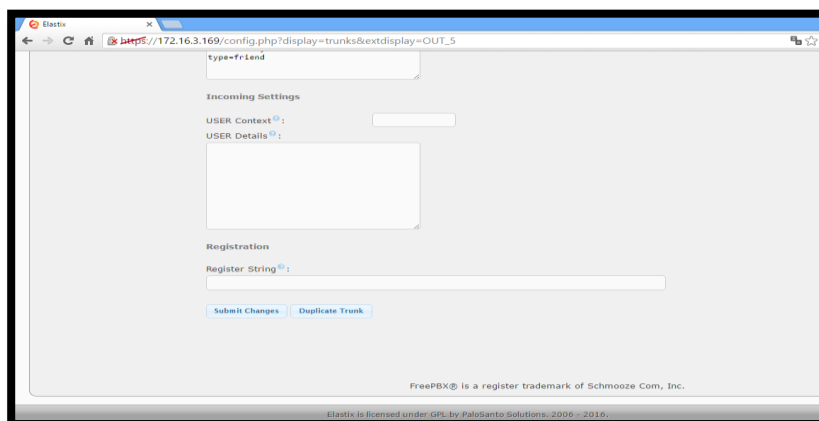 Elastix
https://172.16.3.169/config.php?display=trunks&extdisplay=OUT_5
type=friend
Incoming Settings
USER Context:
USER Details:
Registration
Register String:
Submit Changes Duplicate Trunk
FreePBX® is a register trademark of Schmooze Com, Inc.
Elastix is licensed under GPL by PaloSanto Solutions. 2006 - 2016.